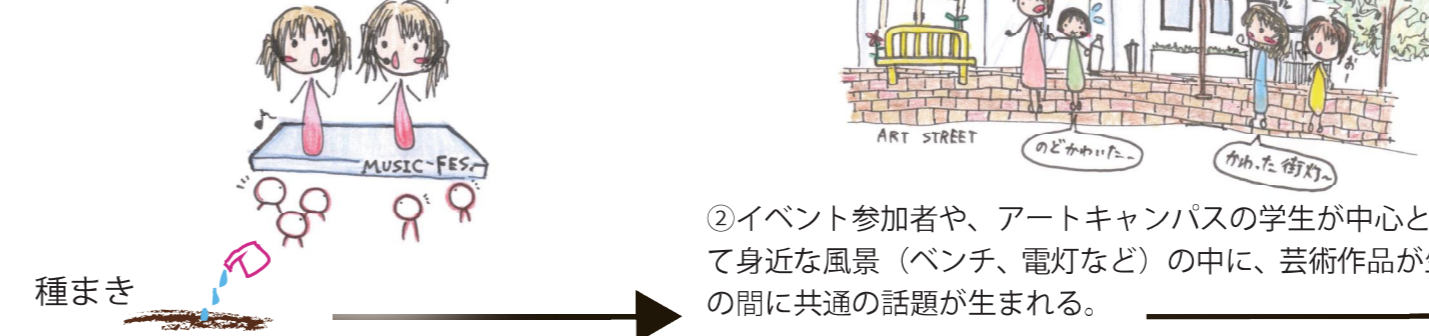 MUSIC-FES.
種まき
ART STREET
のどかわいた~
かわった街灯~
おー
②イベント参加者や、アートキャンパスの学生が中心と
て身近な風景（ベンチ、電灯など）の中に、芸術作品が
の間に共通の話題が生まれる。